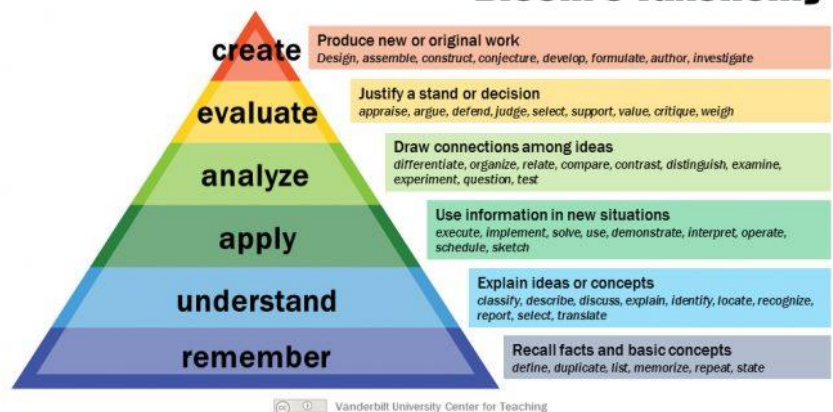 create
Produce new or original work
Design, assemble, construct, conjecture, develop, formulate, author, investigate
evaluate
Justify a stand or decision
appraise, argue, defend, judge, select, support, value, critique, weigh
analyze
Draw connections among ideas
differentiate, organize, relate, compare, contrast, distinguish, examine,
experiment, question, test
apply
Use information in new situations
execute, implement, solve, use, demonstrate, interpret, operate,
schedule, sketch
understand
Explain ideas or concepts
classify, describe, discuss, explain, identify, locate, recognize,
report, select, translate
remember
Recall facts and basic concepts
define, duplicate, list, memorize, repeat, state
cc
Vanderbilt University Center for Teaching